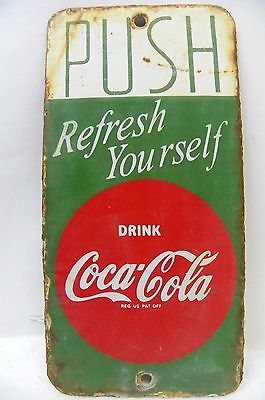 PUSH
Refresh
Yourself
DRINK
Coca-Cola
REG US PAT OFF